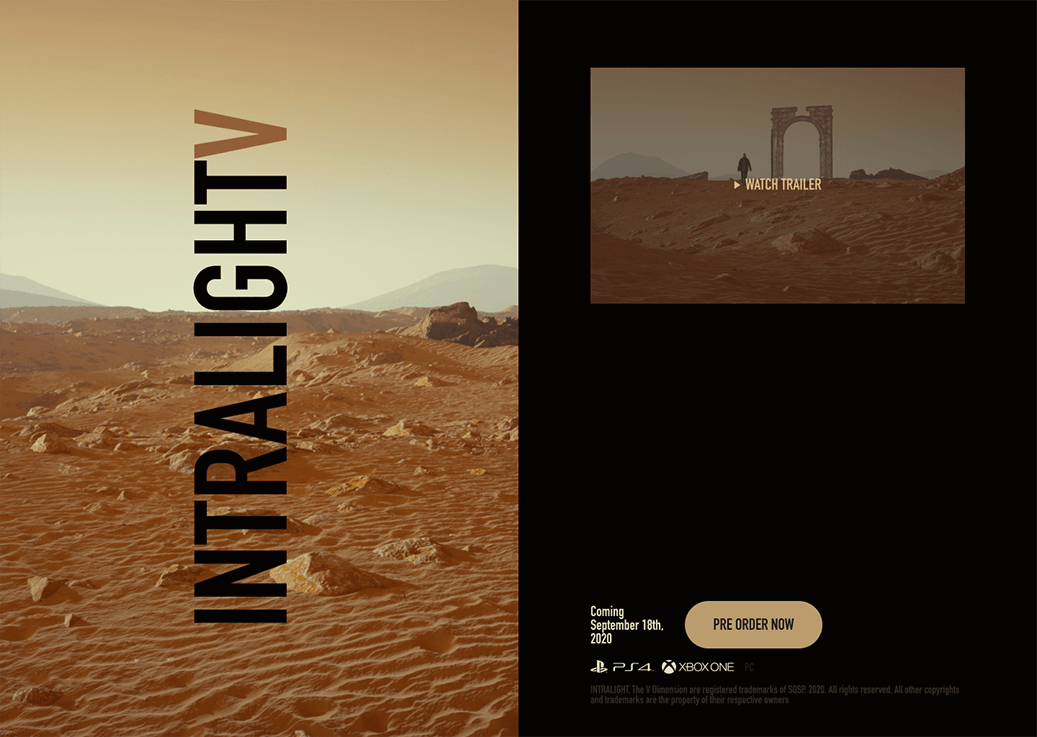 INTRALIGHTV
WATCH TRAILER
Coming
September 18th,
2020
PRE ORDER NOW
PS4 XBOX ONE PC
INTRALIGHT. The V Dimension are registered trademarks of SOSP. 2020. All rights reserved. All other copyrights
and trademarks are the property of their respective owners